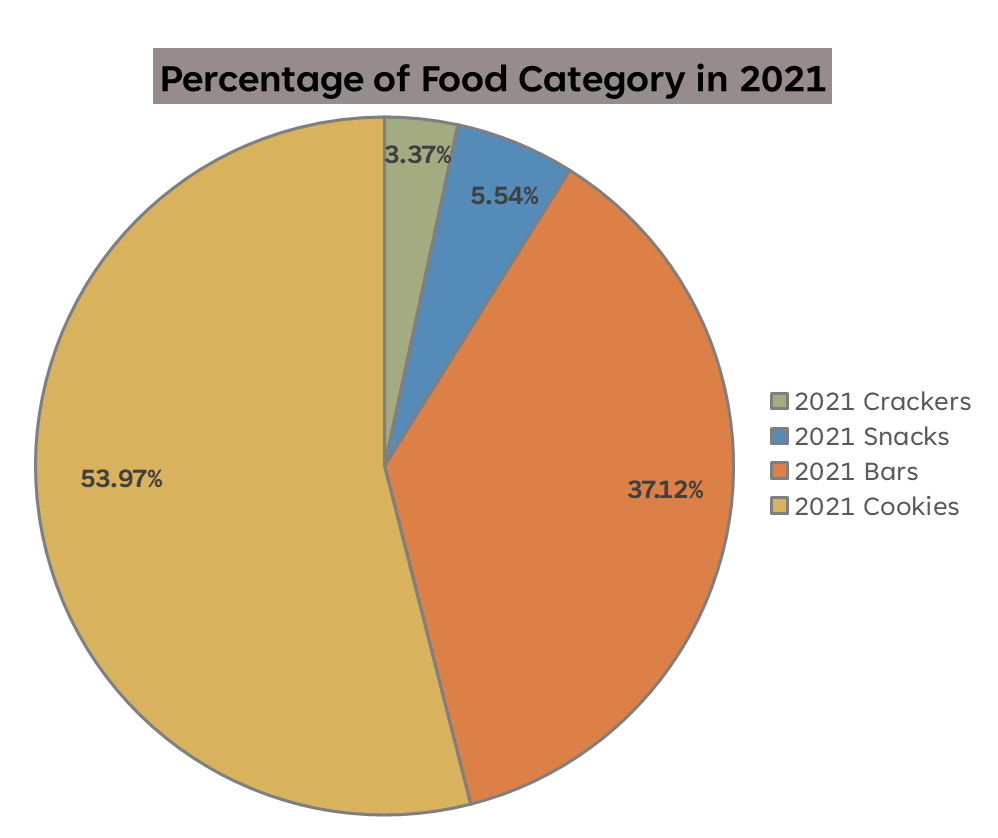 Percentage of Food Category in 2021
3.37%
5.54%
53.97%
37.12%
2021 Crackers
2021 Snacks
2021 Bars
2021 Cookies